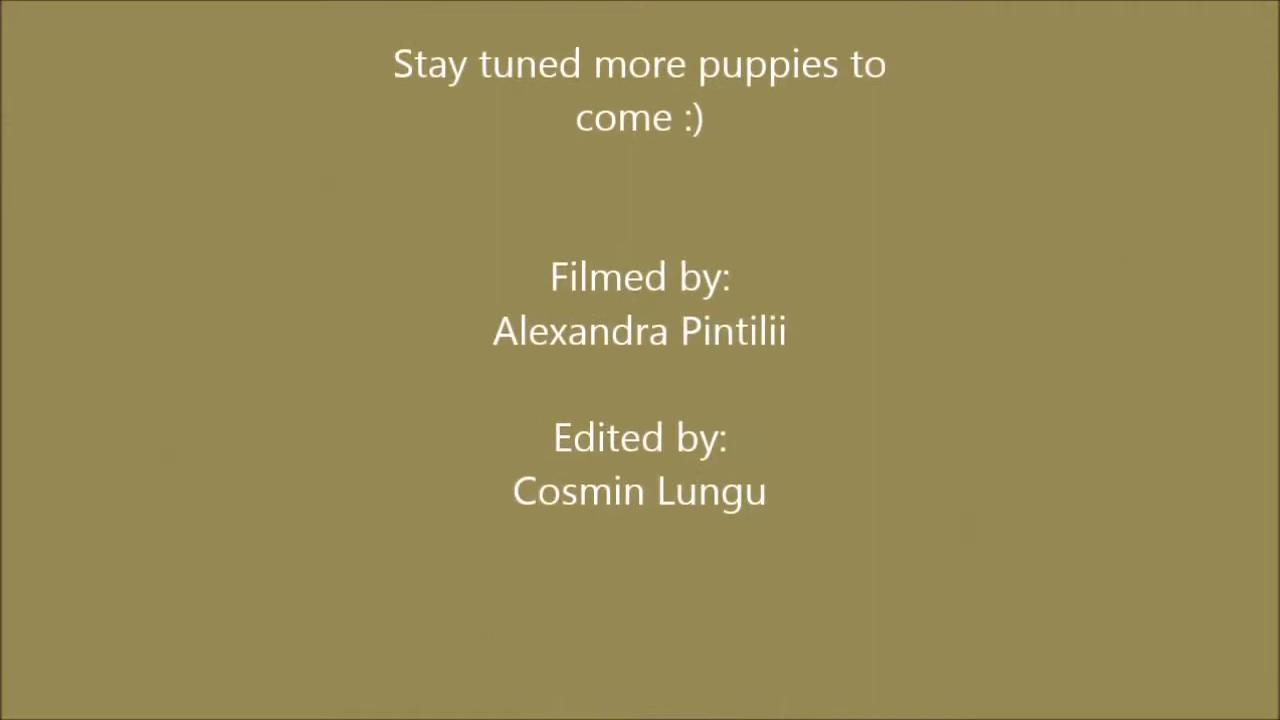 Stay tuned more puppies to
come :)
Filmed by:
Alexandra Pintilii
Edited by:
Cosmin Lungu